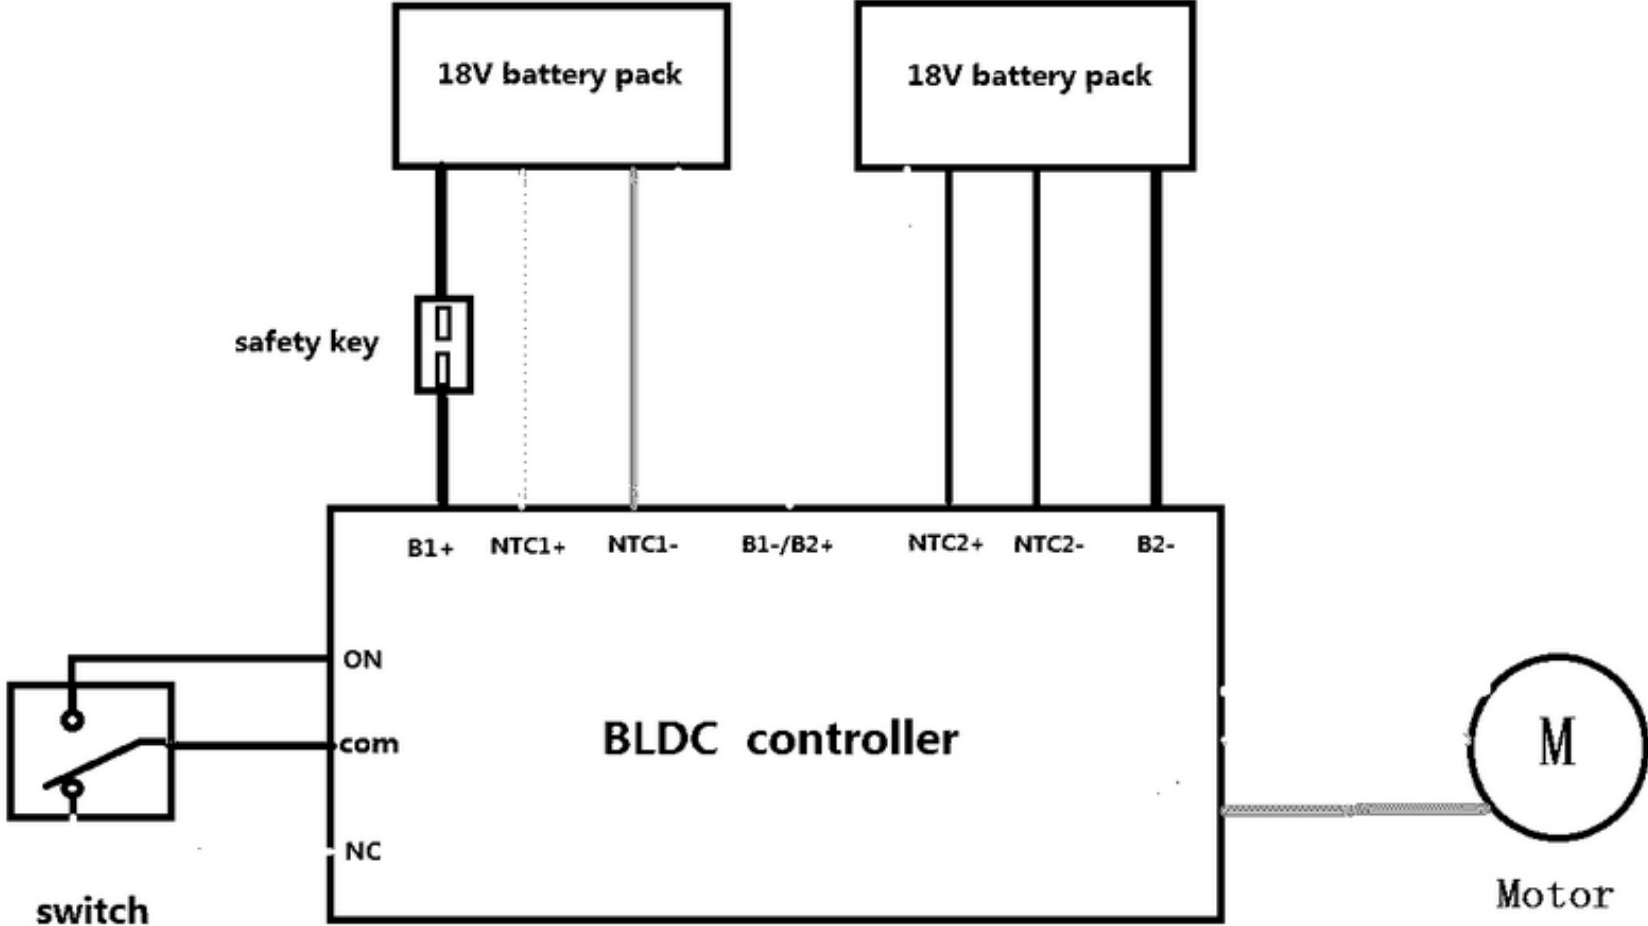 18V battery pack
18V battery pack
safety key
B1+ NTC1+ NTC1- B1-/B2+ NTC2+ NTC2- B2-
ON
com
BLDC controller
M
NC
Motor
switch